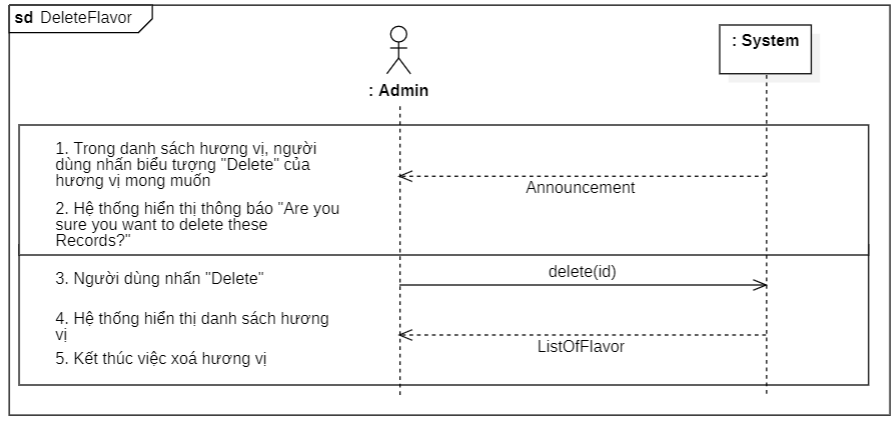 sd DeleteFlavor
: System
: Admin
1. Trong danh sách hương vị, người
dùng nhấn biểu tượng "Delete" của
hương vị mong muốn
Announcement
2. Hệ thống hiển thị thông báo "Are you
sure you want to delete these
Records?"
3. Người dùng nhấn "Delete"
delete(id)
4. Hệ thống hiển thị danh sách hương
vị
ListOfFlavor
5. Kết thúc việc xoá hương vị